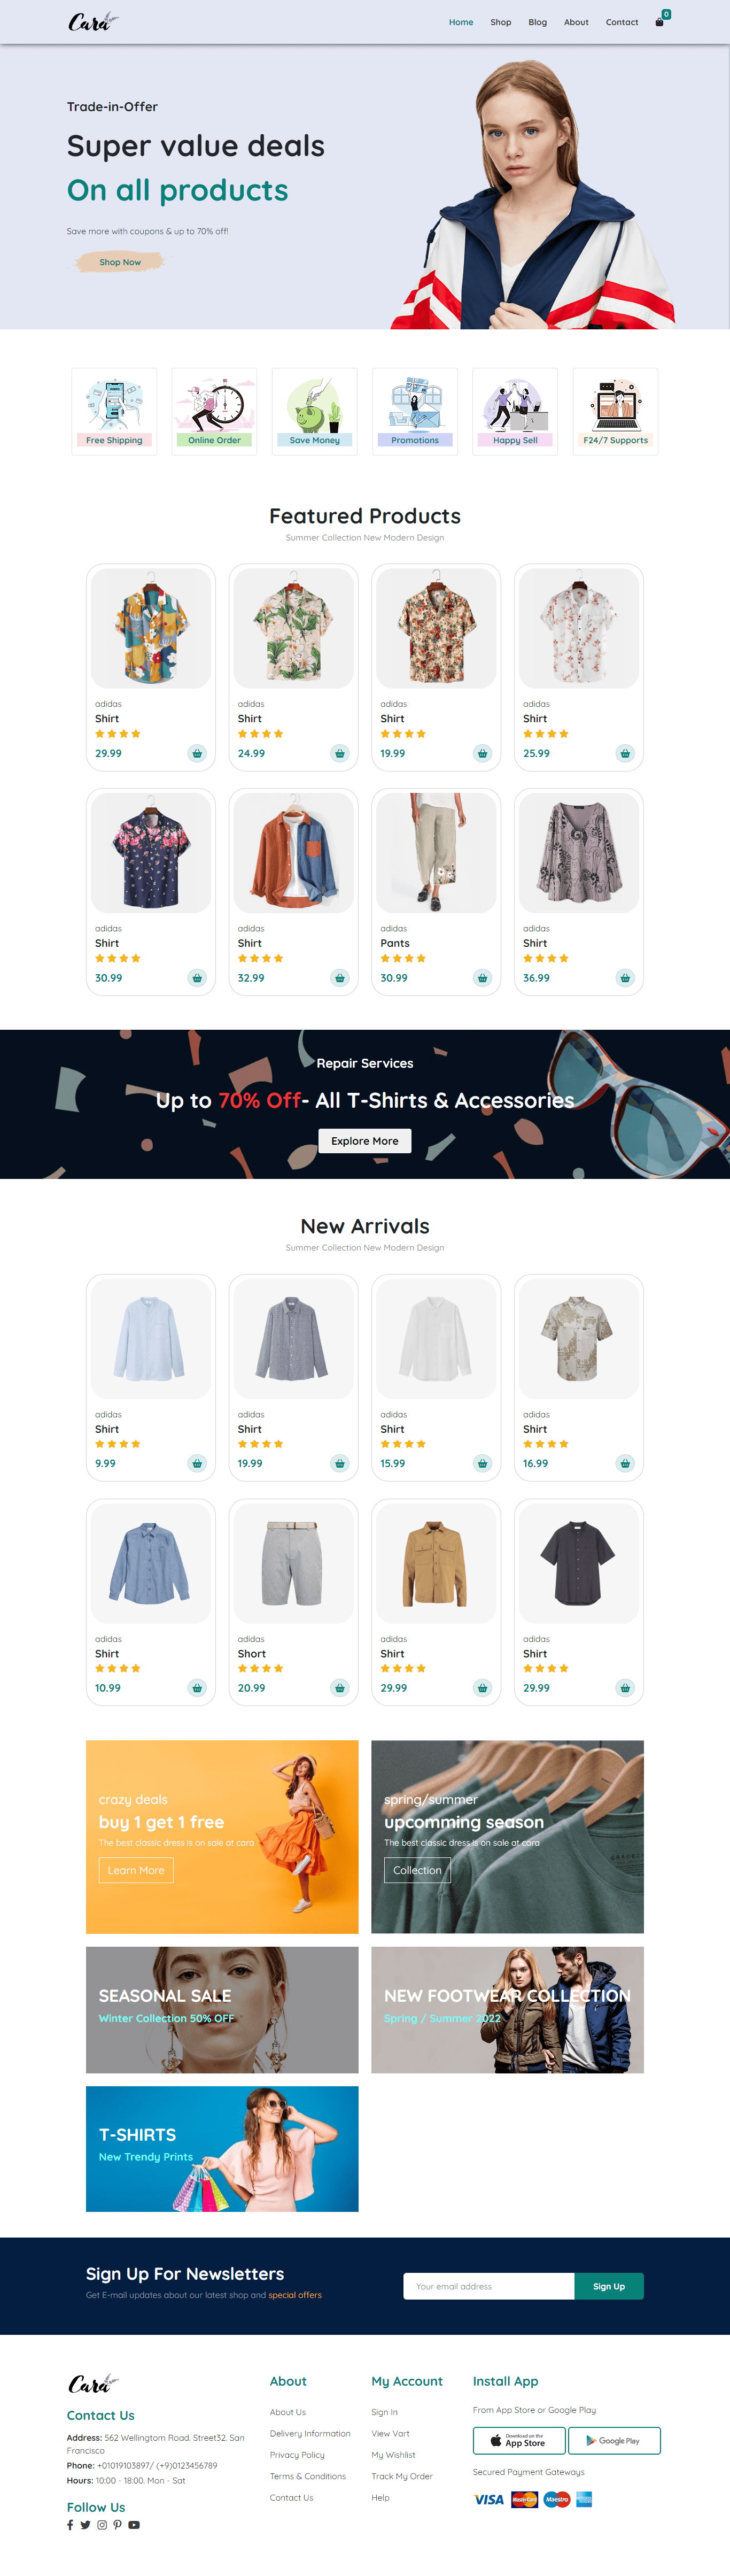 Cara
Home
Shop
Blog
About
Contact
0
Trade-in-Offer
Super value deals
On all products
Save more with coupons & up to 70% off!
Shop Now
Free Shipping
Online Order
Save Money
Promotions
Happy Sell
F24/7 Supports
Featured Products
Summer Collection New Modern Design
adidas
Shirt
29.99
adidas
Shirt
24.99
adidas
Shirt
19.99
adidas
Shirt
25.99
adidas
Shirt
30.99
adidas
Shirt
32.99
adidas
Pants
30.99
adidas
Shirt
36.99
Repair Services
Up to 70% Off- All T-Shirts & Accessories
Explore More
New Arrivals
Summer Collection New Modern Design
adidas
Shirt
9.99
adidas
Shirt
19.99
adidas
Shirt
15.99
adidas
Shirt
16.99
adidas
Shirt
10.99
adidas
Short
20.99
adidas
Shirt
29.99
adidas
Shirt
29.99
crazy deals
buy 1 get 1 free
The best classic dress is on sale at cara
Learn More
spring/summer
upcomming season
The best classic dress is on sale at cara
Collection
SEASONAL SALE
Winter Collection 50% OFF
NEW FOOTWEAR COLLECTION
Spring / Summer 2022
T-SHIRTS
New Trendy Prints
Sign Up For Newsletters
Get E-mail updates about our latest shop and special offers
Your email address
Sign Up
Cara
Contact Us
Address: 562 Wellingtom Road. Street32. San
Francisco
Phone: +01019103897/ (+9)0123456789
Hours: 10:00 - 18:00. Mon - Sat
Follow Us
About
About Us
Delivery Information
Privacy Policy
Terms & Conditions
Contact Us
My Account
Sign In
View Vart
My Wishlist
Track My Order
Help
Install App
From App Store or Google Play
Download on the
App Store
Google Play
Secured Payment Gateways
VISA
MasterCard
Maestro